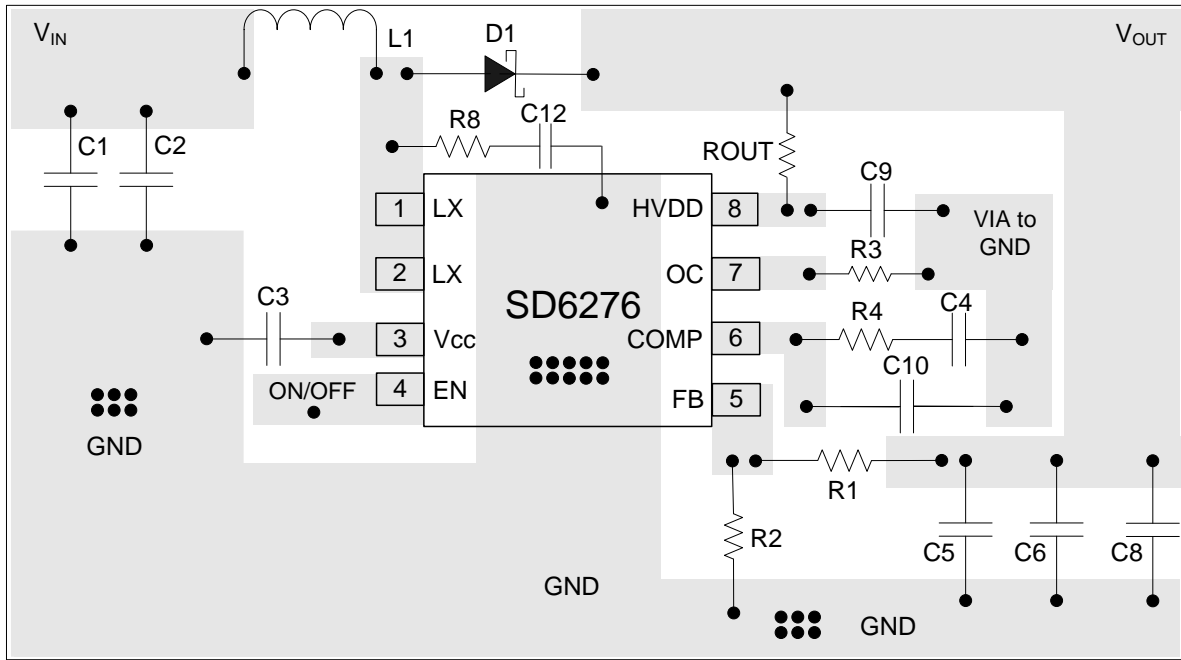 V_IN
L1
D1
V_OUT
R8
C12
ROUT
C1
C2
C9
1
LX
HVDD
8
VIA to
GND
R3
2
LX
OC
7
SD6276
C3
R4
C4
3
Vcc
COMP
6
C10
ON/OFF
4
EN
FB
5
GND
R1
R2
C5
C6
C8
GND
GND